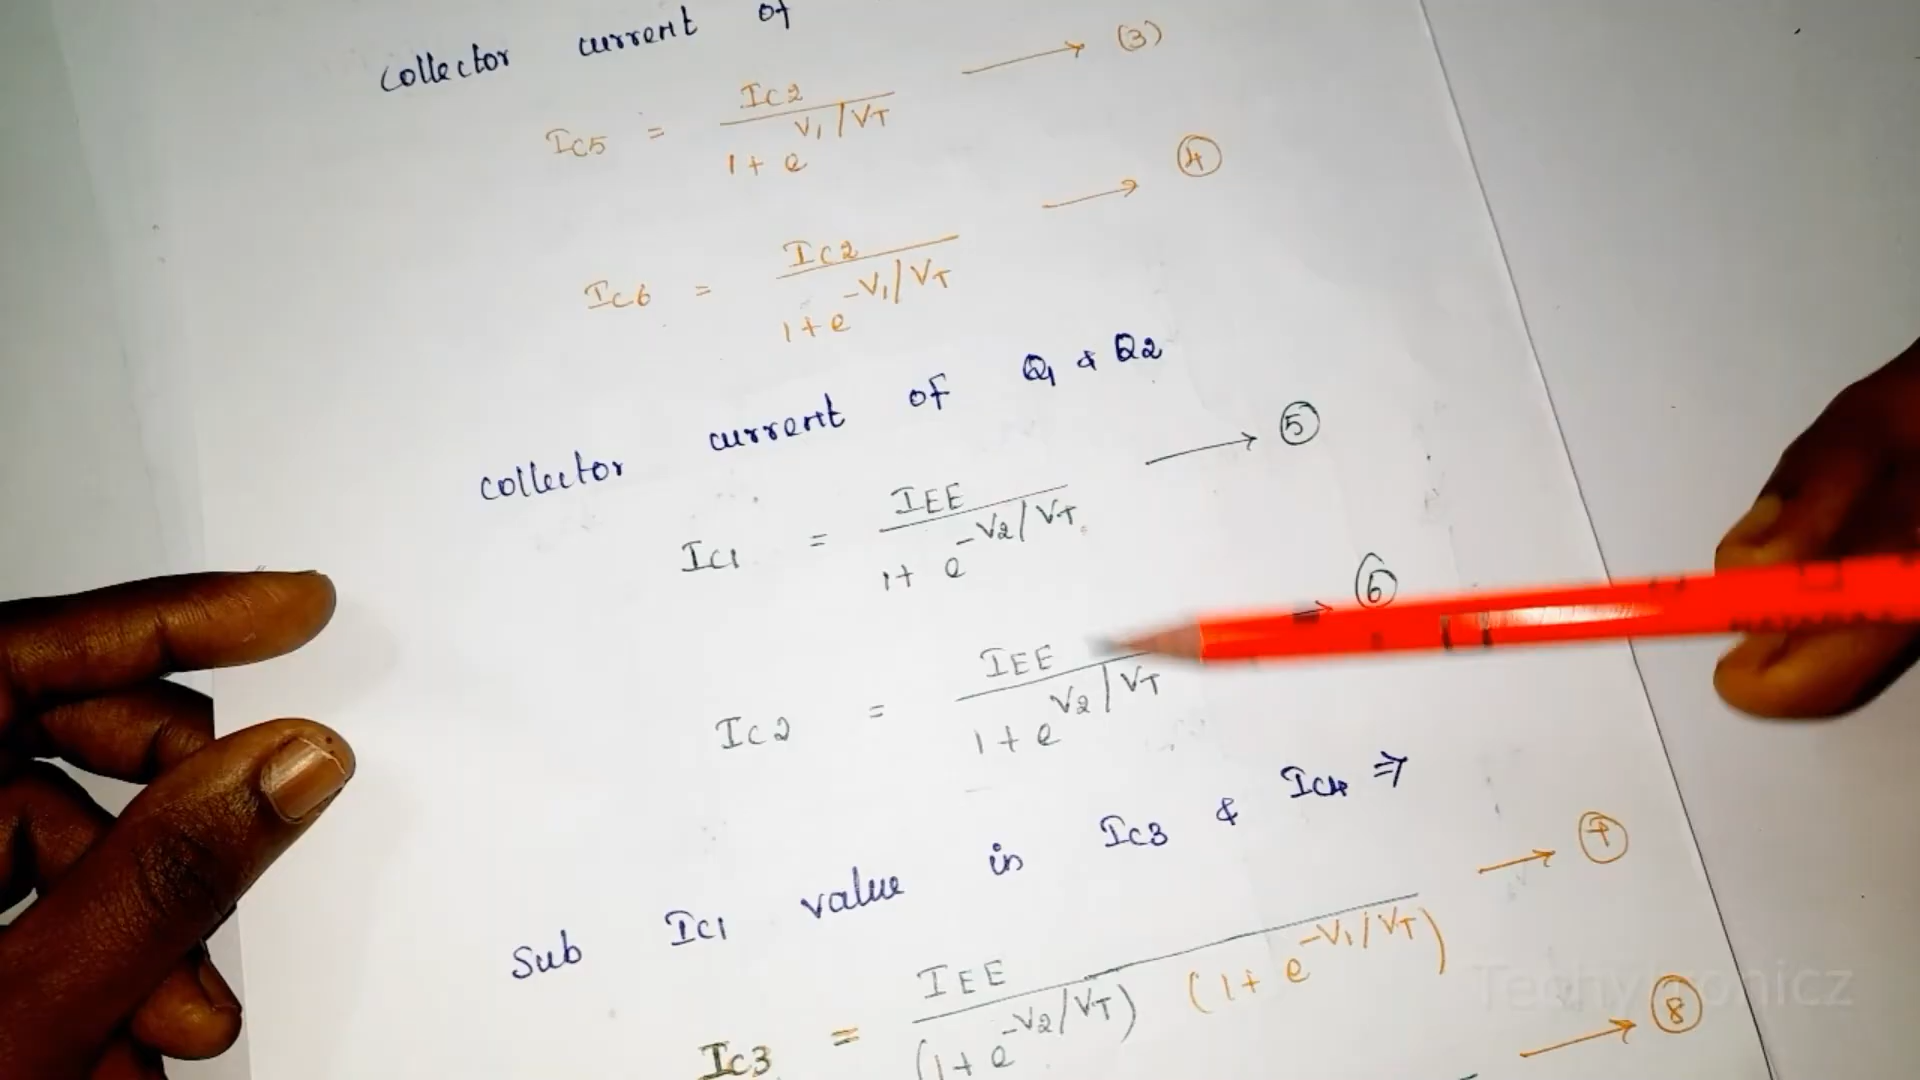 collector current of
IC5 = IC2 / (1 + e^(V1/VT)) → (3)
IC6 = IC2 / (1 + e^(-V1/VT)) → (4)
collector current of Q1 & Q2
IC1 = IEE / (1 + e^(-V2/VT)) → (5)
IC2 = IEE / (1 + e^(V2/VT)) → (6)
Sub IC1 value in IC3 & IC4 ⇒
IC3 = IEE / (1 + e^(-V2/VT)) (1 + e^(-V1/VT)) → (7)
→ (8)